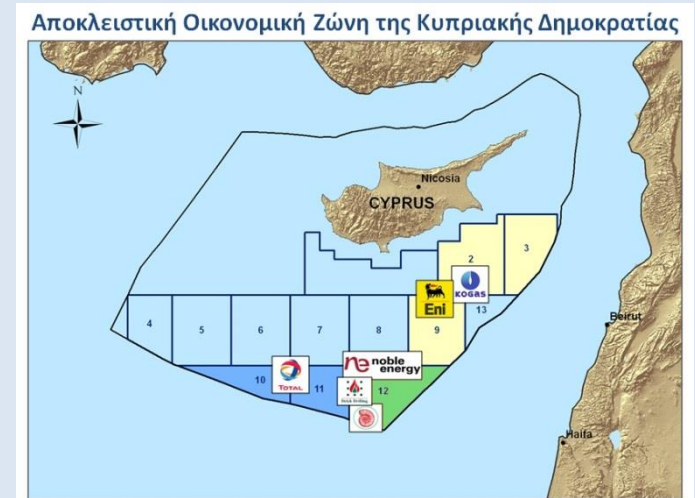 Αποκλειστική Οικονομική Ζώνη της Κυπριακής Δημοκρατίας
N
Nicosia
CYPRUS
3
2
KOGAS
Eni
13
4
5
6
7
8
9
Beirut
noble
energy
10
TOTAL
11
12
Haifa